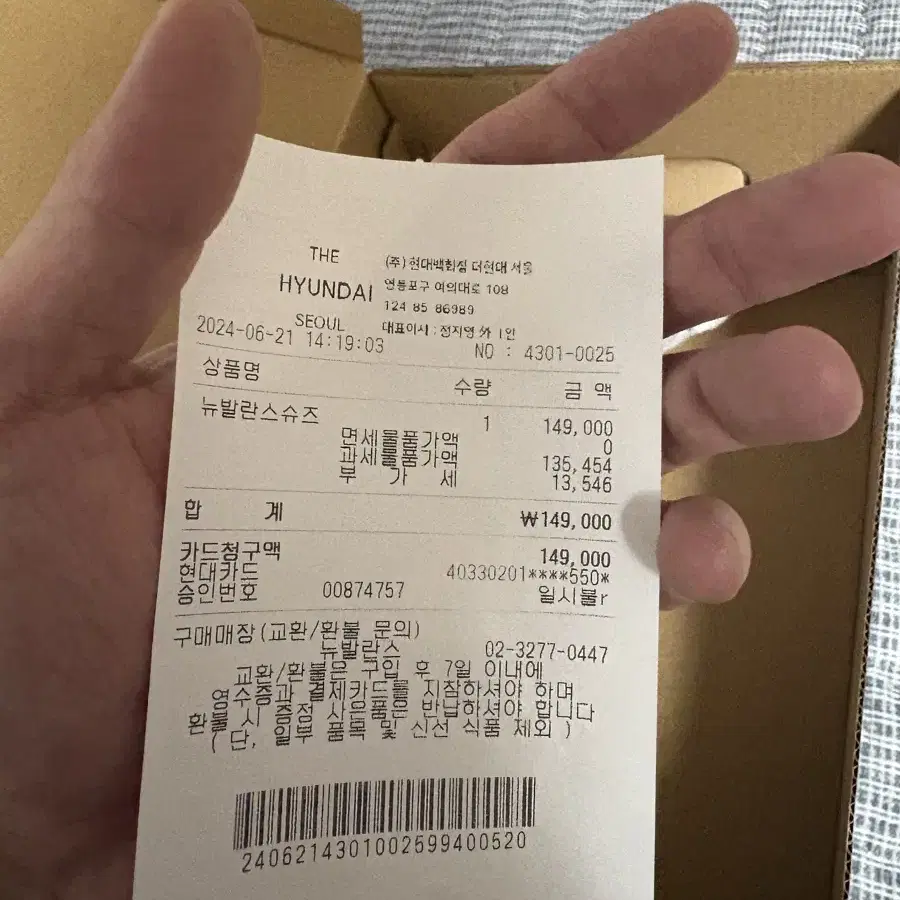 THE
HYUNDAI
SEOUL
(주)현대백화점 더현대 서울
영등포구 여의대로 108
124 85 86989
대표이사 : 정지영 外 1인
2024-06-21 14:19:03 NO : 4301-0025
상품명 수량 금 액
뉴발란스슈즈 1 149,000
면세물품가액 0
과세물품가액 135,454
부 가 세 13,546
합 계 ₩149,000
카드청구액 149,000
현대카드 40330201****550*
승인번호 00874757 일시불r
구매매장(교환/환불 문의)
뉴발란스 02-3277-0447
교환/환불은 구입 후 7일 이내에
영수증과 결제카드를 지참하셔야 하며
환불 시 증정 사은품은 반납하셔야 합니다
( 단, 일부 품목 및 신선 식품 제외 )
24062143010025994005​20